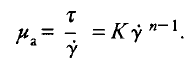 μₐ = τ / γ̇ = K γ̇ ⁿ⁻¹.